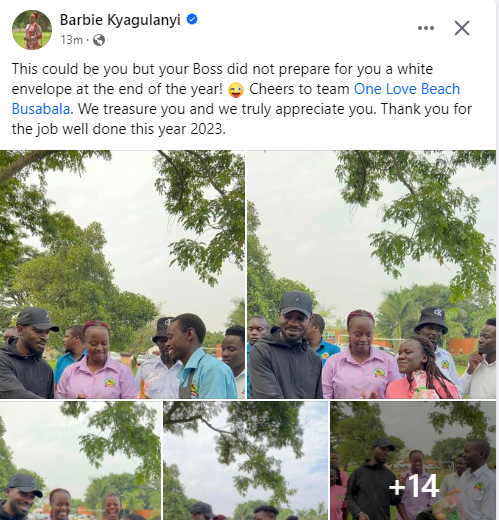 Barbie Kyagulanyi
13m ·
This could be you but your Boss did not prepare for you a white
envelope at the end of the year! 😜 Cheers to team One Love Beach
Busabala. We treasure you and we truly appreciate you. Thank you for
the job well done this year 2023.
+14